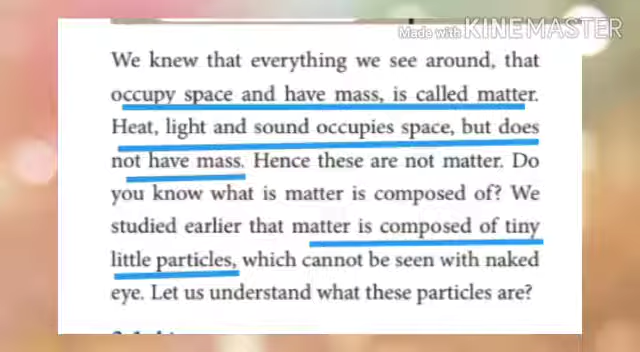 Made with KINEMASTER
We knew that everything we see around, that
occupy space and have mass, is called matter.
Heat, light and sound occupies space, but does
not have mass. Hence these are not matter. Do
you know what is matter is composed of? We
studied earlier that matter is composed of tiny
little particles, which cannot be seen with naked
eye. Let us understand what these particles are?